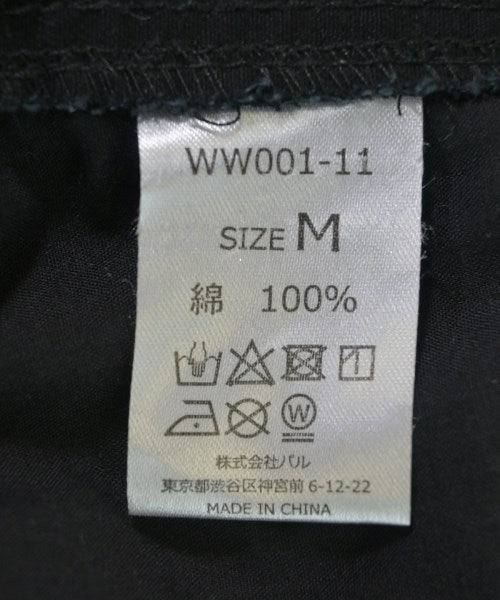 WW001-11
SIZE M
綿 100%
W
株式会社パル
東京都渋谷区神宮前 6-12-22
MADE IN CHINA